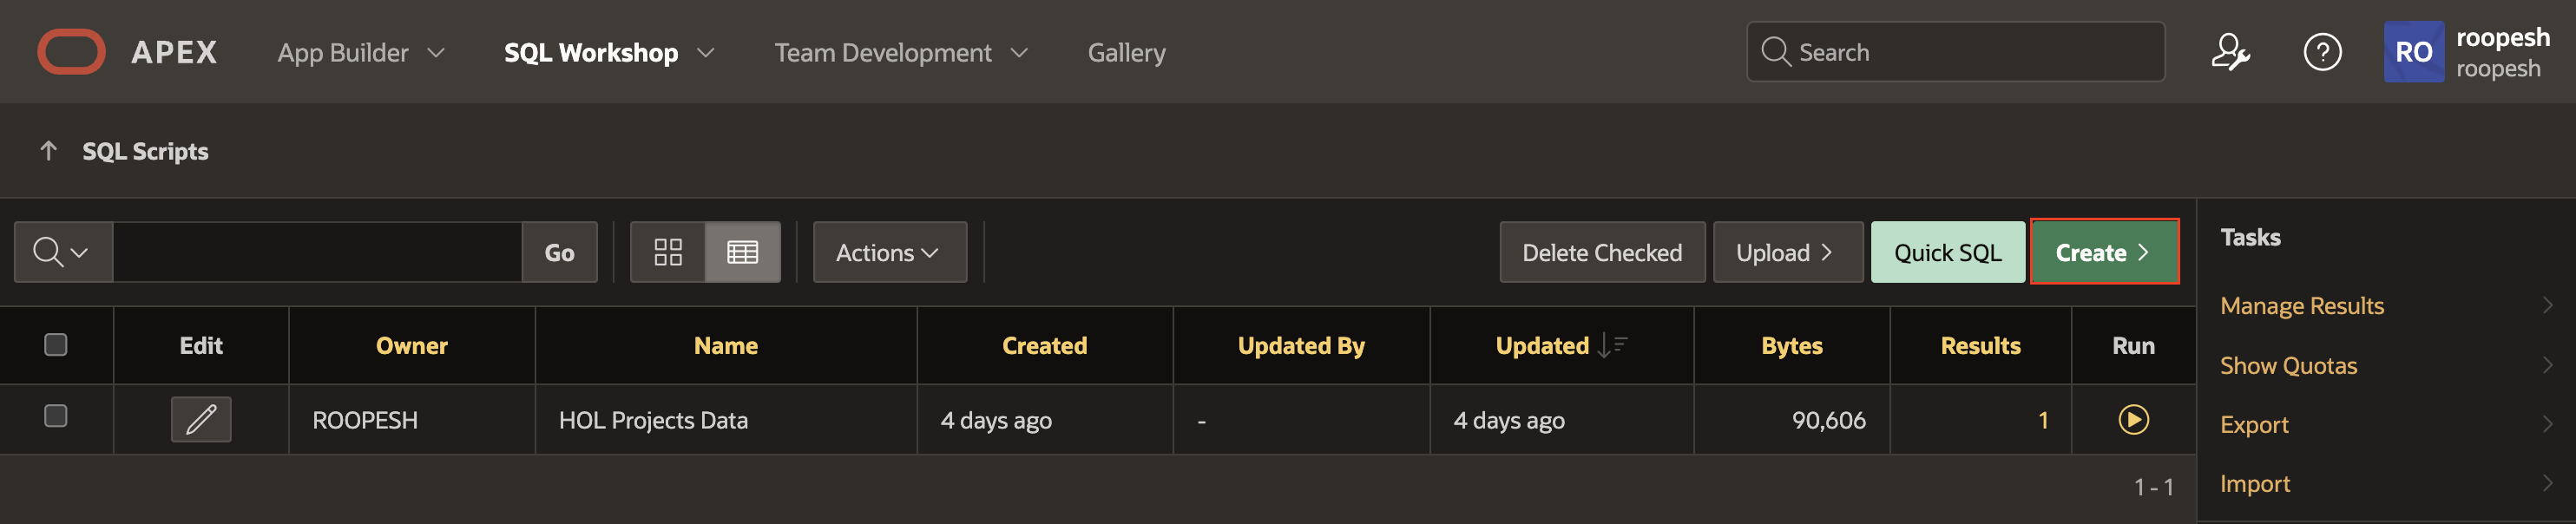 APEX App Builder SQL Workshop Team Development Gallery Search ? RO roopesh
roopesh
SQL Scripts
Go Actions Delete Checked Upload Quick SQL Create
Edit Owner Name Created Updated By Updated Bytes Results Run
ROOPESH HOL Projects Data 4 days ago - 4 days ago 90,606 1
1 - 1
Tasks
Manage Results
Show Quotas
Export
Import